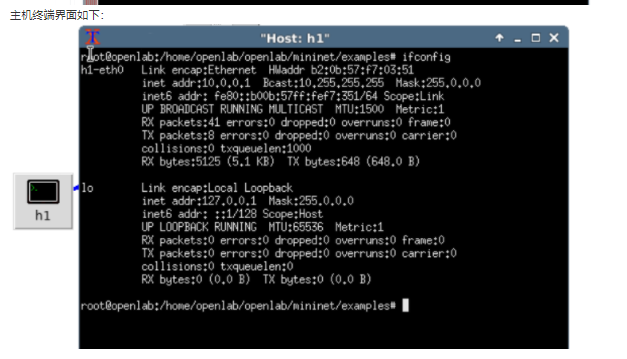 主机终端界面如下:
"Host: h1"
root@openlab:/home/openlab/openlab/mininet/examples# ifconfig
h1-eth0 Link encap:Ethernet HWaddr b2:0b:57:f7:03:51
inet addr:10.0.0.1 Bcast:10.255.255.255 Mask:255.0.0.0
inet6 addr: fe80::b00b:57ff:fef7:351/64 Scope:Link
UP BROADCAST RUNNING MULTICAST MTU:1500 Metric:1
RX packets:41 errors:0 dropped:0 overruns:0 frame:0
TX packets:8 errors:0 dropped:0 overruns:0 carrier:0
collisions:0 txqueuelen:1000
RX bytes:5125 (5.1 KB) TX bytes:648 (648.0 B)
lo Link encap:Local Loopback
inet addr:127.0.0.1 Mask:255.0.0.0
inet6 addr: ::1/128 Scope:Host
UP LOOPBACK RUNNING MTU:65536 Metric:1
RX packets:0 errors:0 dropped:0 overruns:0 frame:0
TX packets:0 errors:0 dropped:0 overruns:0 carrier:0
collisions:0 txqueuelen:0
RX bytes:0 (0.0 B) TX bytes:0 (0.0 B)
root@openlab:/home/openlab/openlab/mininet/examples#
h1